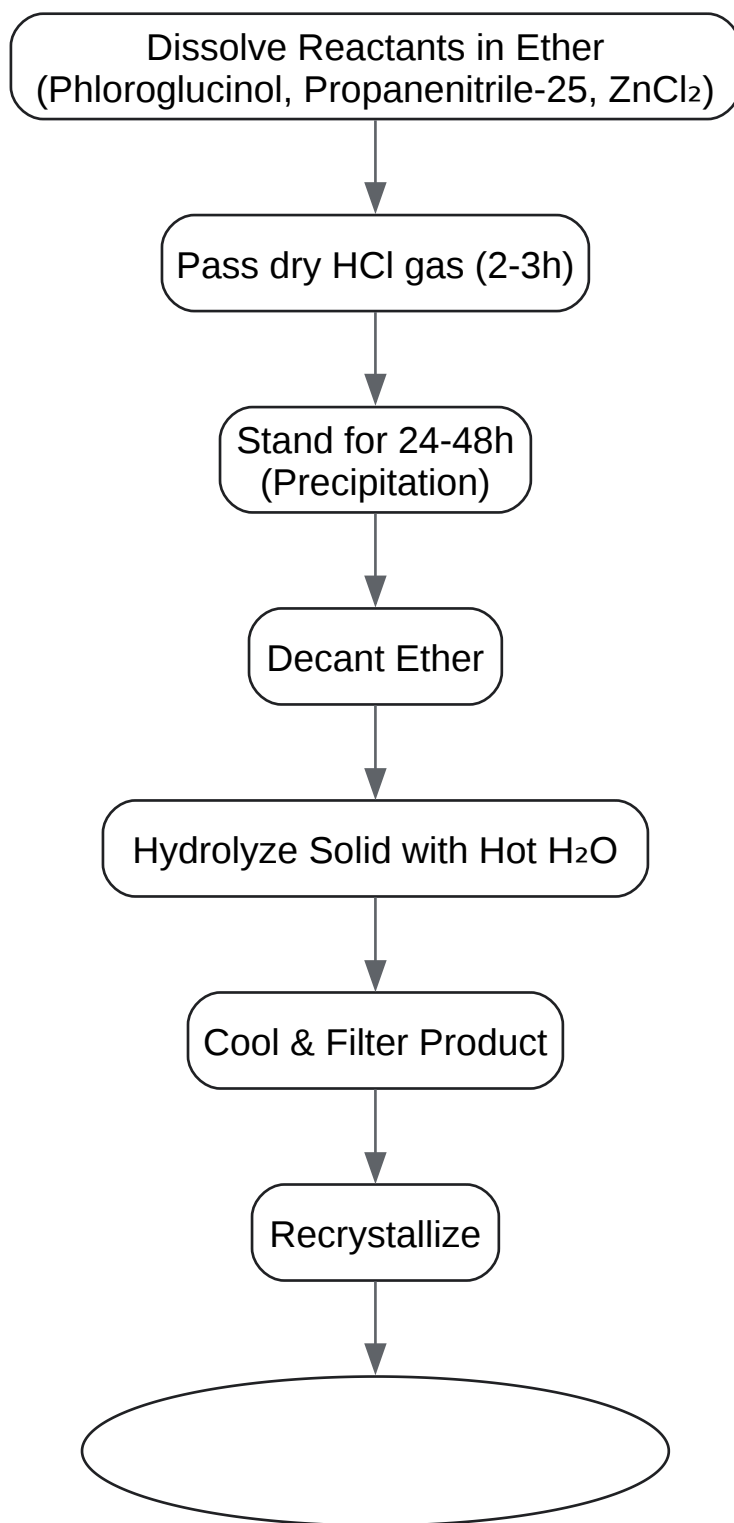 Dissolve Reactants in Ether
(Phloroglucinol, Propanenitrile-25, ZnCl₂)
Pass dry HCl gas (2-3h)
Stand for 24-48h
(Precipitation)
Decant Ether
Hydrolyze Solid with Hot H₂O
Cool & Filter Product
Recrystallize